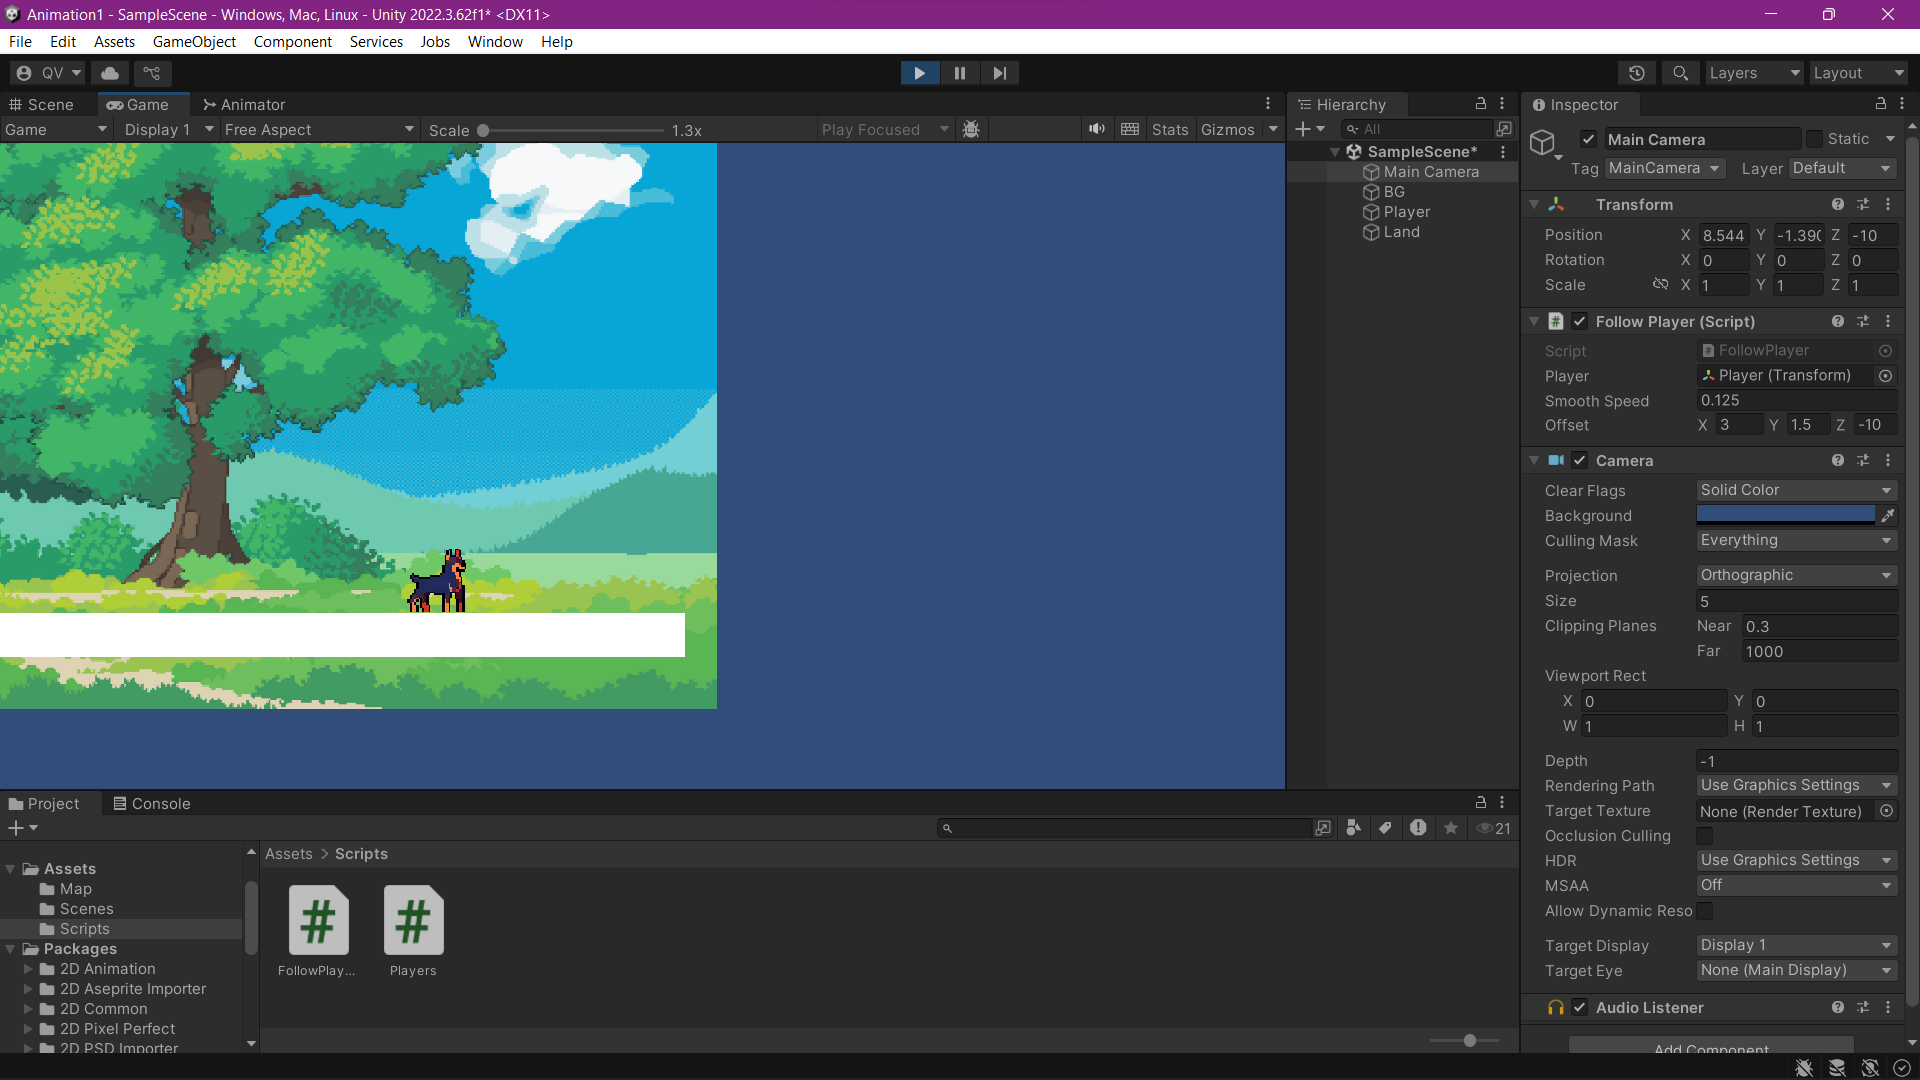 Animation1 - SampleScene - Windows, Mac, Linux - Unity 2022.3.62f1* <DX11>
File Edit Assets GameObject Component Services Jobs Window Help
QV Layers Layout
Scene Game Animator
Game Display 1 Free Aspect Scale 1.3x Play Focused Stats Gizmos
Hierarchy
All
SampleScene*
Main Camera
BG
Player
Land
Inspector
Main Camera Static
Tag MainCamera Layer Default
Transform
Position X 8.544 Y -1.390 Z -10
Rotation X 0 Y 0 Z 0
Scale X 1 Y 1 Z 1
# Follow Player (Script)
Script FollowPlayer
Player Player (Transform)
Smooth Speed 0.125
Offset X 3 Y 1.5 Z -10
Camera
Clear Flags Solid Color
Background
Culling Mask Everything
Projection Orthographic
Size 5
Clipping Planes Near 0.3
Far 1000
Viewport Rect
X 0 Y 0
W 1 H 1
Depth -1
Rendering Path Use Graphics Settings
Target Texture None (Render Texture)
Occlusion Culling
HDR Use Graphics Settings
MSAA Off
Allow Dynamic Reso
Target Display Display 1
Target Eye None (Main Display)
Audio Listener
Add Component
Project Console
21
Assets
Map
Scenes
Scripts
Packages
2D Animation
2D Aseprite Importer
2D Common
2D Pixel Perfect
2D PSD Importer
Assets > Scripts
# #
FollowPlay... Players